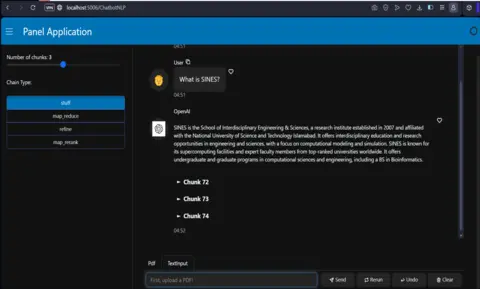 VPN localhost:5006/ChatbotNLP
Panel Application
Number of chunks: 3
Chain Type:
stuff
map_reduce
refine
map_rerank
04:51
User
What is SINES?
04:51
OpenAI
SINES is the School of Interdisciplinary Engineering & Sciences, a research institute established in 2007 and affiliated
with the National University of Science and Technology Islamabad. It offers interdisciplinary education and research
opportunities in engineering and sciences, with a focus on computational modeling and simulation. SINES is known for
its supercomputing facilities and expert faculty members from top-ranked universities worldwide. It offers
undergraduate and graduate programs in computational sciences and engineering, including a BS in Bioinformatics.
► Chunk 72
► Chunk 73
► Chunk 74
04:52
Pdf TextInput
First, upload a PDF!
Send Rerun Undo Clear